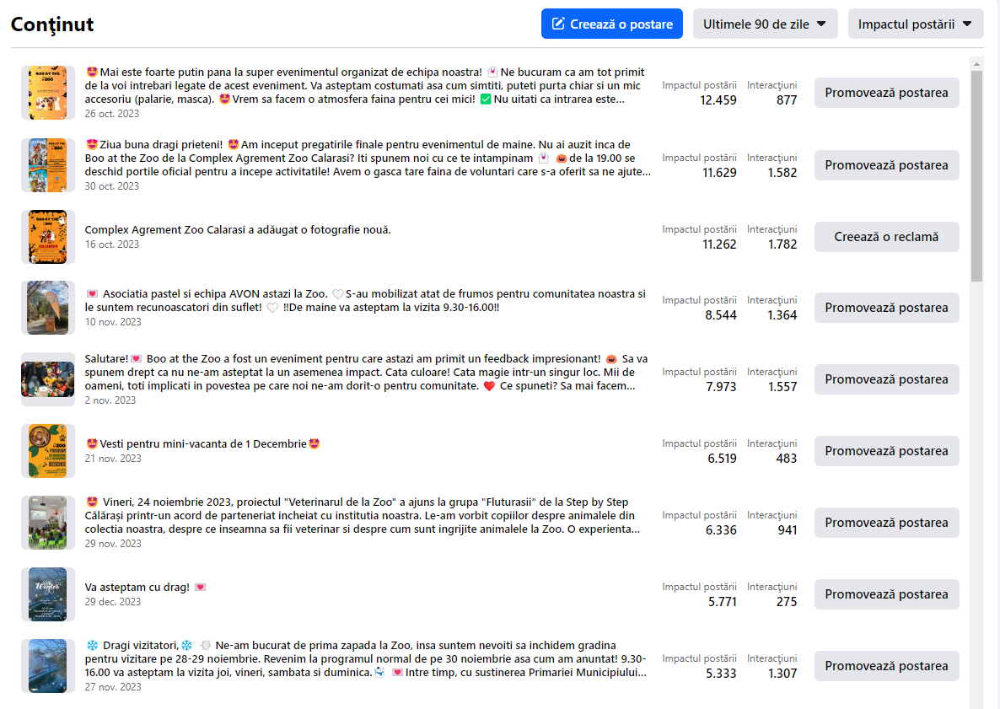 Conținut
Creează o postare
Ultimele 90 de zile
Impactul postării
🤩Mai este foarte putin pana la super evenimentul organizat de echipa noastra! 👻Ne bucuram ca am tot primit
de la voi intrebari legate de acest eveniment. Va asteptam costumati asa cum simtiti, puteti purta chiar si un mic
accesoriu (palarie, masca). 🤩Vrem sa facem o atmosfera faina pentru cei mici! ✅Nu uitati ca intrarea este...
26 oct. 2023
Impactul postării Interacțiuni
12.459 877
Promovează postarea
BOO AT THE
ZOO
😍Ziua buna dragi prieteni! 🤩Am inceput pregatirile finale pentru evenimentul de maine. Nu ai auzit inca de
Boo at the Zoo de la Complex Agrement Zoo Calarasi? Iti spunem noi cu ce te intampinam 👻 🎃de la 19.00 se
deschid portile oficial pentru a incepe activitatile! Avem o gasca tare faina de voluntari care s-a oferit sa ne ajute...
30 oct. 2023
Impactul postării Interacțiuni
11.629 1.582
Promovează postarea
Complex Agrement Zoo Calarasi a adăugat o fotografie nouă.
16 oct. 2023
Impactul postării Interacțiuni
11.262 1.782
Creează o reclamă
BOO AT THE
ZOO
HALLOWEEN
💌 Asociatia pastel si echipa AVON astazi la Zoo. 🤍S-au mobilizat atat de frumos pentru comunitatea noastra si
le suntem recunoascatori din suflet! 🤍 !!De maine va asteptam la vizita 9.30-16.00!!
10 nov. 2023
Impactul postării Interacțiuni
8.544 1.364
Promovează postarea
Salutare!💌 Boo at the Zoo a fost un eveniment pentru care astazi am primit un feedback impresionant! 🎃 Sa va
spunem drept ca nu ne-am asteptat la un asemenea impact. Cata culoare! Cata magie intr-un singur loc. Mii de
oameni, toti implicati in povestea pe care noi ne-am dorit-o pentru comunitate. ❤️ Ce spuneti? Sa mai facem...
2 nov. 2023
Impactul postării Interacțiuni
7.973 1.557
Promovează postarea
🤩Vesti pentru mini-vacanta de 1 Decembrie🤩
21 nov. 2023
Impactul postării Interacțiuni
6.519 483
Promovează postarea
ZOO
PROGRAM
DESCHIS
🤩 Vineri, 24 noiembrie 2023, proiectul "Veterinarul de la Zoo" a ajuns la grupa "Fluturasii" de la Step by Step
Călărași printr-un acord de parteneriat incheiat cu institutia noastra. Le-am vorbit copiilor despre animalele din
colectia noastra, despre ce inseamna sa fii veterinar si despre cum sunt ingrijite animalele la Zoo. O experienta...
29 nov. 2023
Impactul postării Interacțiuni
6.336 941
Promovează postarea
Va asteptam cu drag! 💌
29 dec. 2023
Impactul postării Interacțiuni
5.771 275
Promovează postarea
Winter
❄️ Dragi vizitatori,❄️ Ne-am bucurat de prima zapada la Zoo, insa suntem nevoiti sa inchidem gradina
pentru vizitare pe 28-29 noiembrie. Revenim la programul normal de pe 30 noiembrie asa cum am anuntat! 9.30-
16.00 va asteptam la vizita joi, vineri, sambata si duminica.⛄ 💌Intre timp, cu sustinerea Primariei Municipiului...
27 nov. 2023
Impactul postării Interacțiuni
5.333 1.307
Promovează postarea